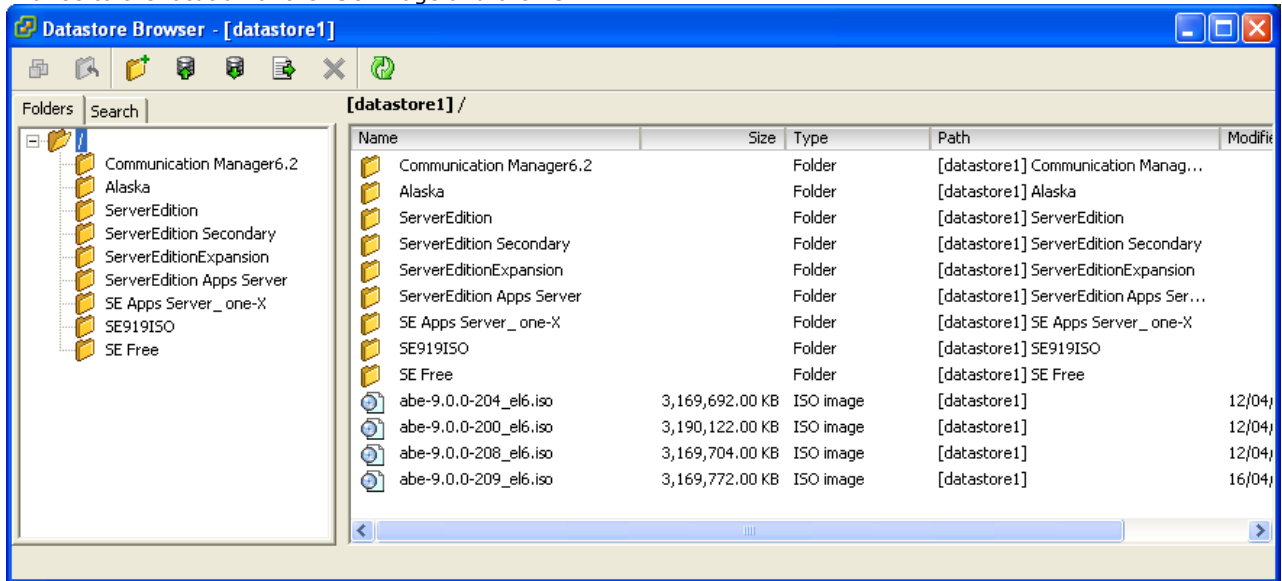 Datastore Browser - [datastore1]
Folders Search
[datastore1] /
/
Communication Manager6.2
Alaska
ServerEdition
ServerEdition Secondary
ServerEditionExpansion
ServerEdition Apps Server
SE Apps Server_ one-X
SE919ISO
SE Free
Name Size Type Path Modifie
Communication Manager6.2 Folder [datastore1] Communication Manag...
Alaska Folder [datastore1] Alaska
ServerEdition Folder [datastore1] ServerEdition
ServerEdition Secondary Folder [datastore1] ServerEdition Secondary
ServerEditionExpansion Folder [datastore1] ServerEditionExpansion
ServerEdition Apps Server Folder [datastore1] ServerEdition Apps Ser...
SE Apps Server_ one-X Folder [datastore1] SE Apps Server_ one-X
SE919ISO Folder [datastore1] SE919ISO
SE Free Folder [datastore1] SE Free
abe-9.0.0-204_el6.iso 3,169,692.00 KB ISO image [datastore1] 12/04/
abe-9.0.0-200_el6.iso 3,190,122.00 KB ISO image [datastore1] 12/04/
abe-9.0.0-208_el6.iso 3,169,704.00 KB ISO image [datastore1] 12/04/
abe-9.0.0-209_el6.iso 3,169,772.00 KB ISO image [datastore1] 16/04/